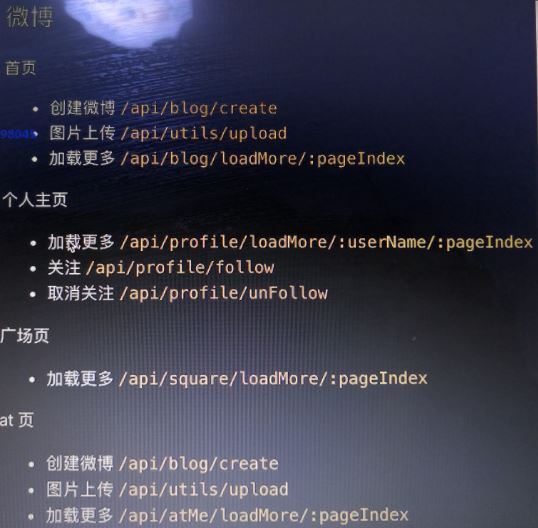 微博
首页
• 创建微博 /api/blog/create
98045
• 图片上传 /api/utils/upload
• 加载更多 /api/blog/loadMore/:pageIndex
个人主页
• 加载更多 /api/profile/loadMore/:userName/:pageIndex
• 关注 /api/profile/follow
• 取消关注 /api/profile/unFollow
广场页
• 加载更多 /api/square/loadMore/:pageIndex
at 页
• 创建微博 /api/blog/create
• 图片上传 /api/utils/upload
• 加载更多 /api/atMe/loadMore/:pageIndex